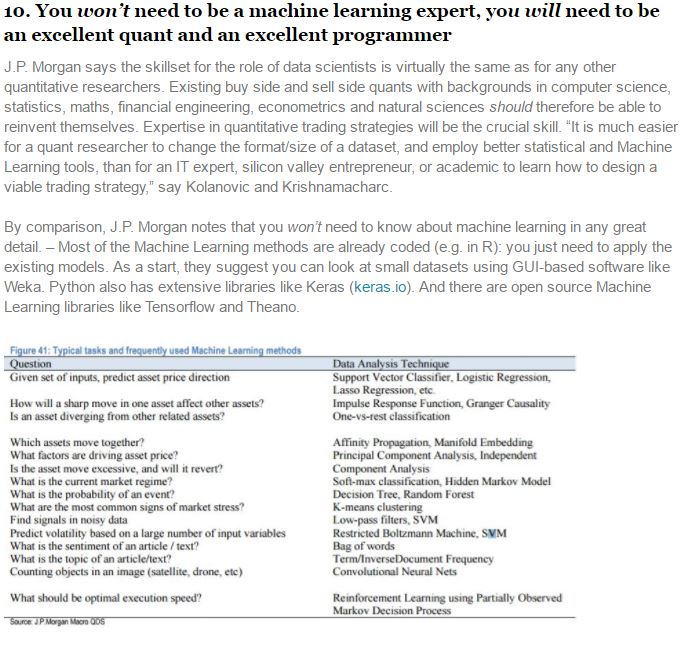 10. You won’t need to be a machine learning expert, you will need to be
an excellent quant and an excellent programmer
J.P. Morgan says the skillset for the role of data scientists is virtually the same as for any other
quantitative researchers. Existing buy side and sell side quants with backgrounds in computer science,
statistics, maths, financial engineering, econometrics and natural sciences should therefore be able to
reinvent themselves. Expertise in quantitative trading strategies will be the crucial skill. “It is much easier
for a quant researcher to change the format/size of a dataset, and employ better statistical and Machine
Learning tools, than for an IT expert, silicon valley entrepreneur, or academic to learn how to design a
viable trading strategy,” say Kolanovic and Krishnamacharc.
By comparison, J.P. Morgan notes that you won’t need to know about machine learning in any great
detail. – Most of the Machine Learning methods are already coded (e.g. in R): you just need to apply the
existing models. As a start, they suggest you can look at small datasets using GUI-based software like
Weka. Python also has extensive libraries like Keras (keras.io). And there are open source Machine
Learning libraries like Tensorflow and Theano.
Figure 41: Typical tasks and frequently used Machine Learning methods
Question Data Analysis Technique
Given set of inputs, predict asset price direction Support Vector Classifier, Logistic Regression,
Lasso Regression, etc.
How will a sharp move in one asset affect other assets? Impulse Response Function, Granger Causality
Is an asset diverging from other related assets? One-vs-rest classification
Which assets move together? Affinity Propagation, Manifold Embedding
What factors are driving asset price? Principal Component Analysis, Independent
Is the asset move excessive, and will it revert? Component Analysis
What is the current market regime? Soft-max classification, Hidden Markov Model
What is the probability of an event? Decision Tree, Random Forest
What are the most common signs of market stress? K-means clustering
Find signals in noisy data Low-pass filters, SVM
Predict volatility based on a large number of input variables Restricted Boltzmann Machine, SVM
What is the sentiment of an article / text? Bag of words
What is the topic of an article/text? Term/InverseDocument Frequency
Counting objects in an image (satellite, drone, etc) Convolutional Neural Nets
What should be optimal execution speed? Reinforcement Learning using Partially Observed
Markov Decision Process
Source: J.P.Morgan Macro QDS